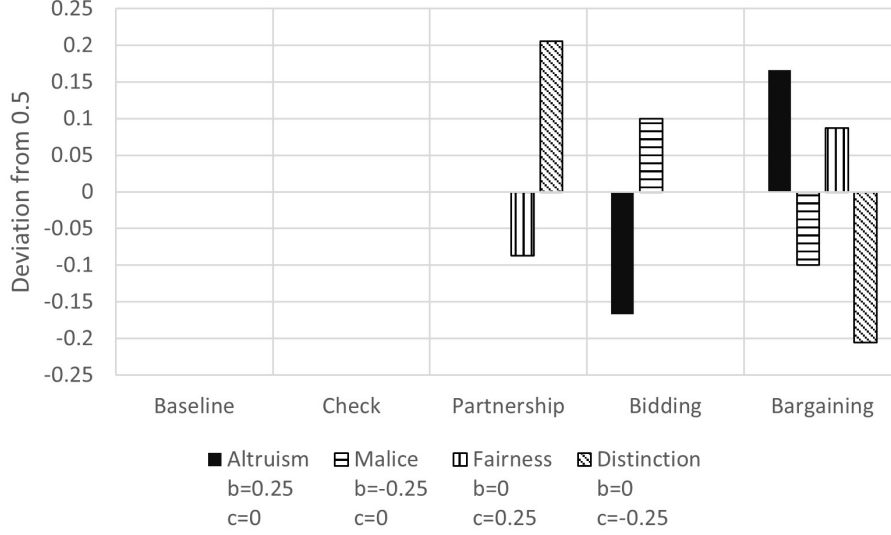 0.25
0.2
0.15
0.1
0.05
0
-0.05
-0.1
-0.15
-0.2
-0.25
Deviation from 0.5
Baseline Check Partnership Bidding Bargaining
Altruism Malice Fairness Distinction
b=0.25 b=-0.25 b=0 b=0
c=0 c=0 c=0.25 c=-0.25